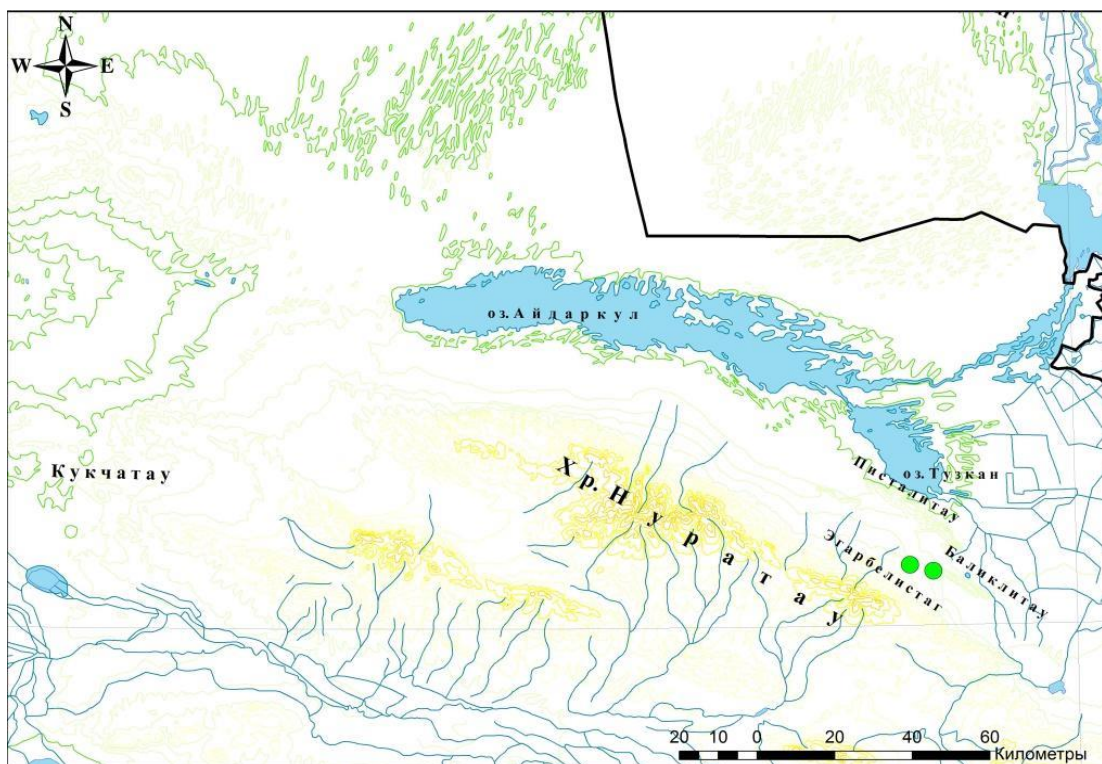 N
W E
S
оз. Айдаркул
Кукчатау
Хр. Нуратау
Писталитау
оз. Тузкан
Эгарбелистаг
Баликлитау
20 10 0 20 40 60
Километры